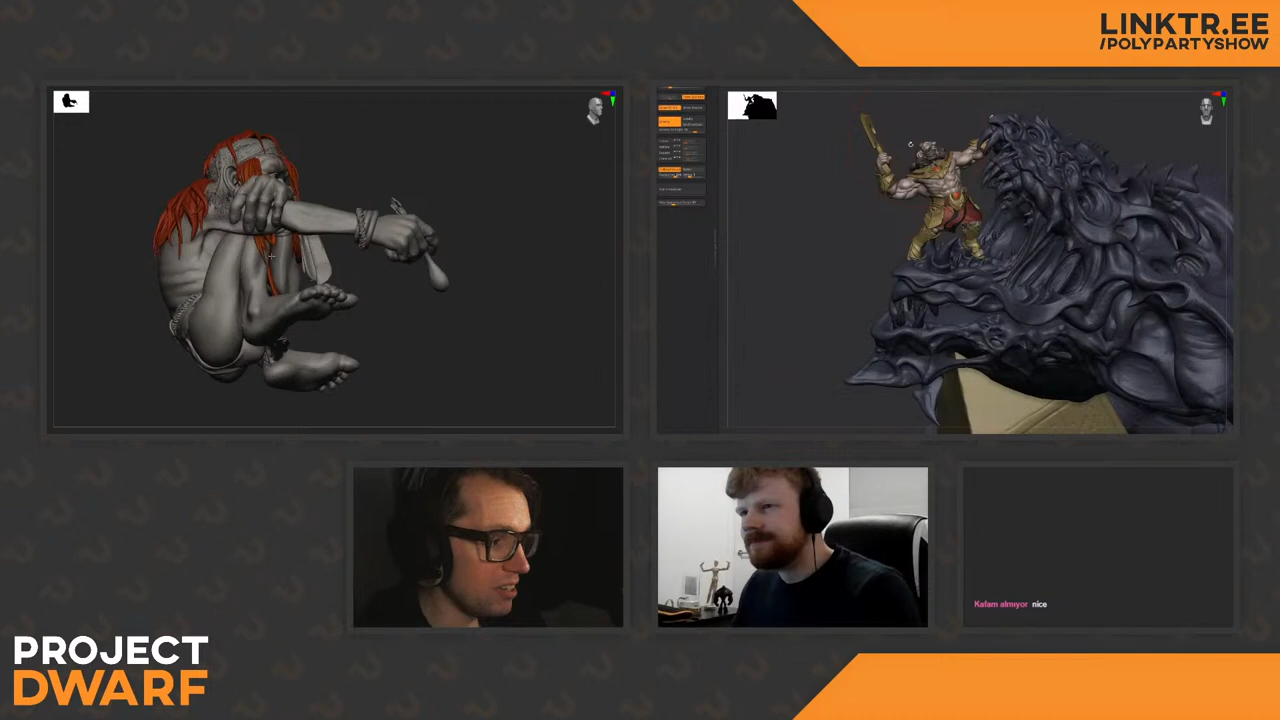 LINKTR.EE
/POLYPARTYSHOW
Kafam almıyor nice
PROJECT
DWARF